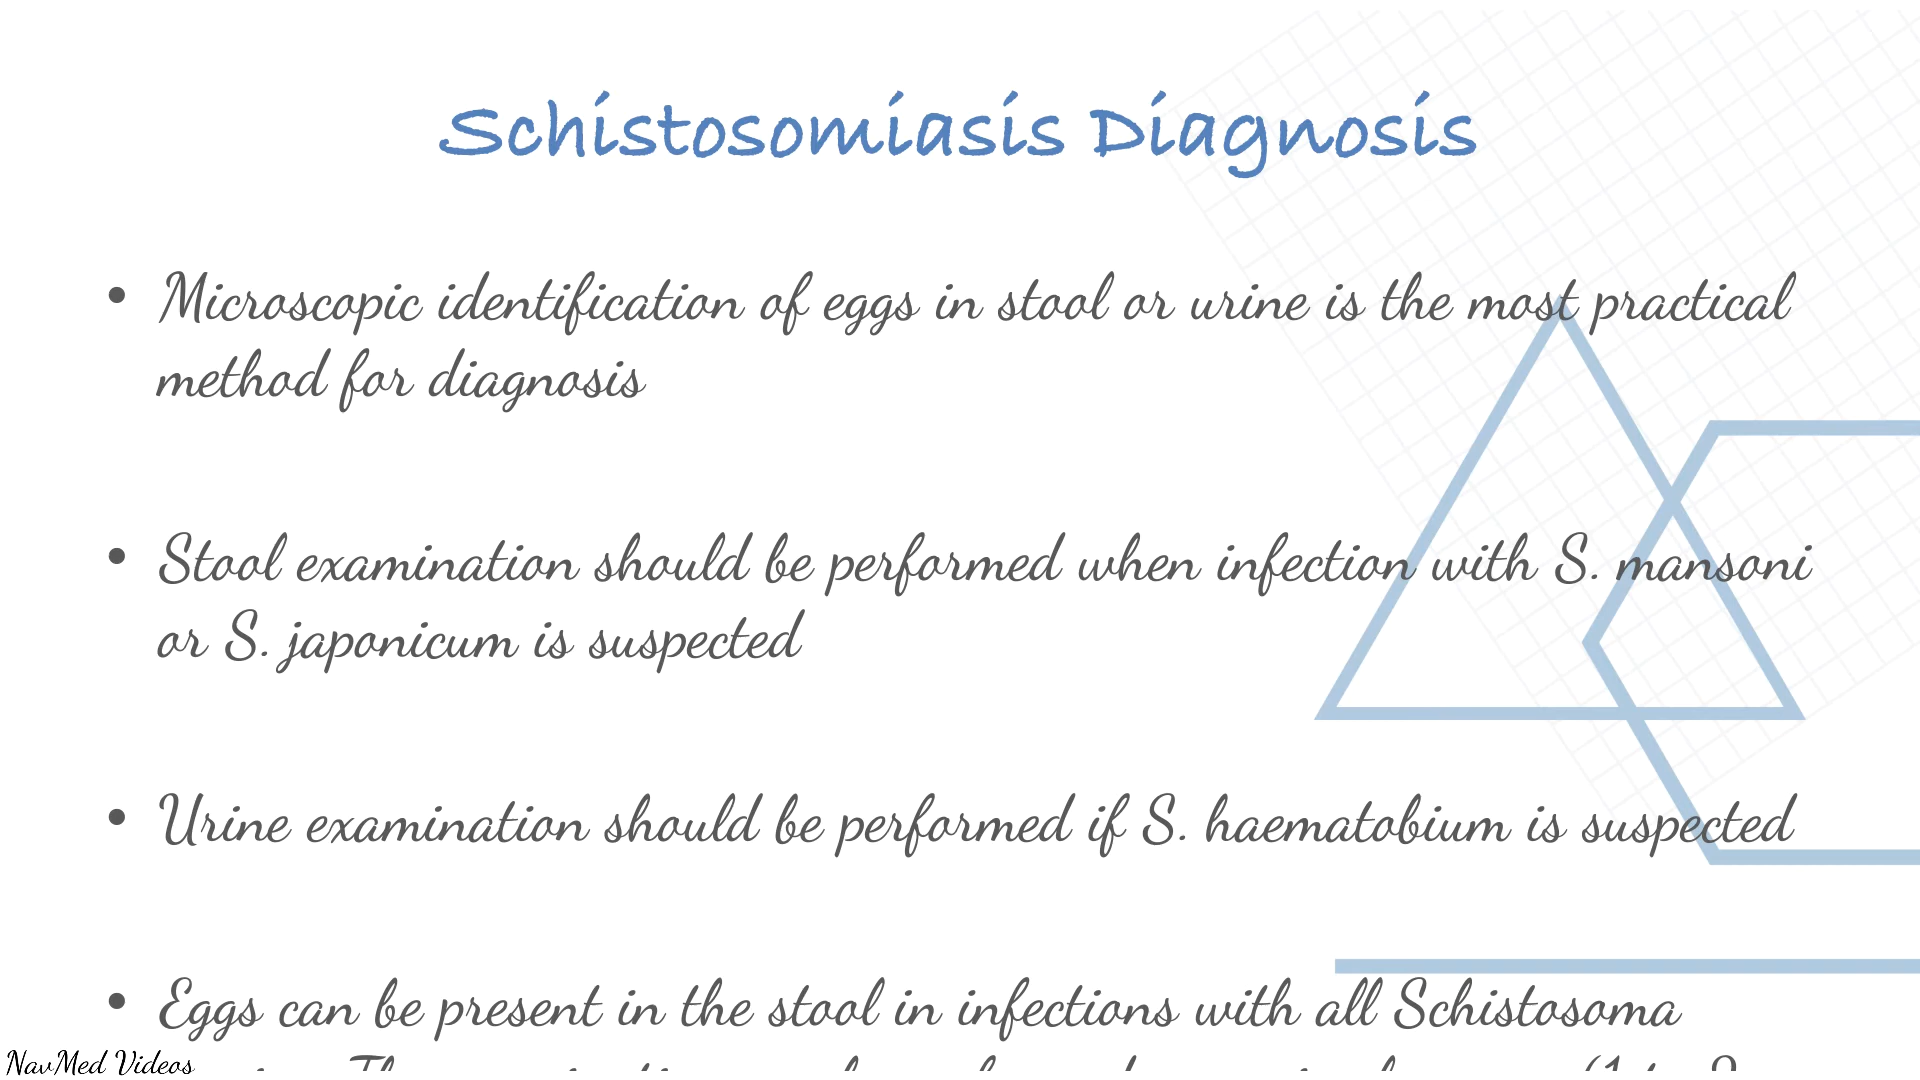 Schistosomiasis Diagnosis
• Microscopic identification of eggs in stool or urine is the most practical
method for diagnosis
• Stool examination should be performed when infection with S. mansoni
or S. japonicum is suspected
• Urine examination should be performed if S. haematobium is suspected
• Eggs can be present in the stool in infections with all Schistosoma
NavMed Videos